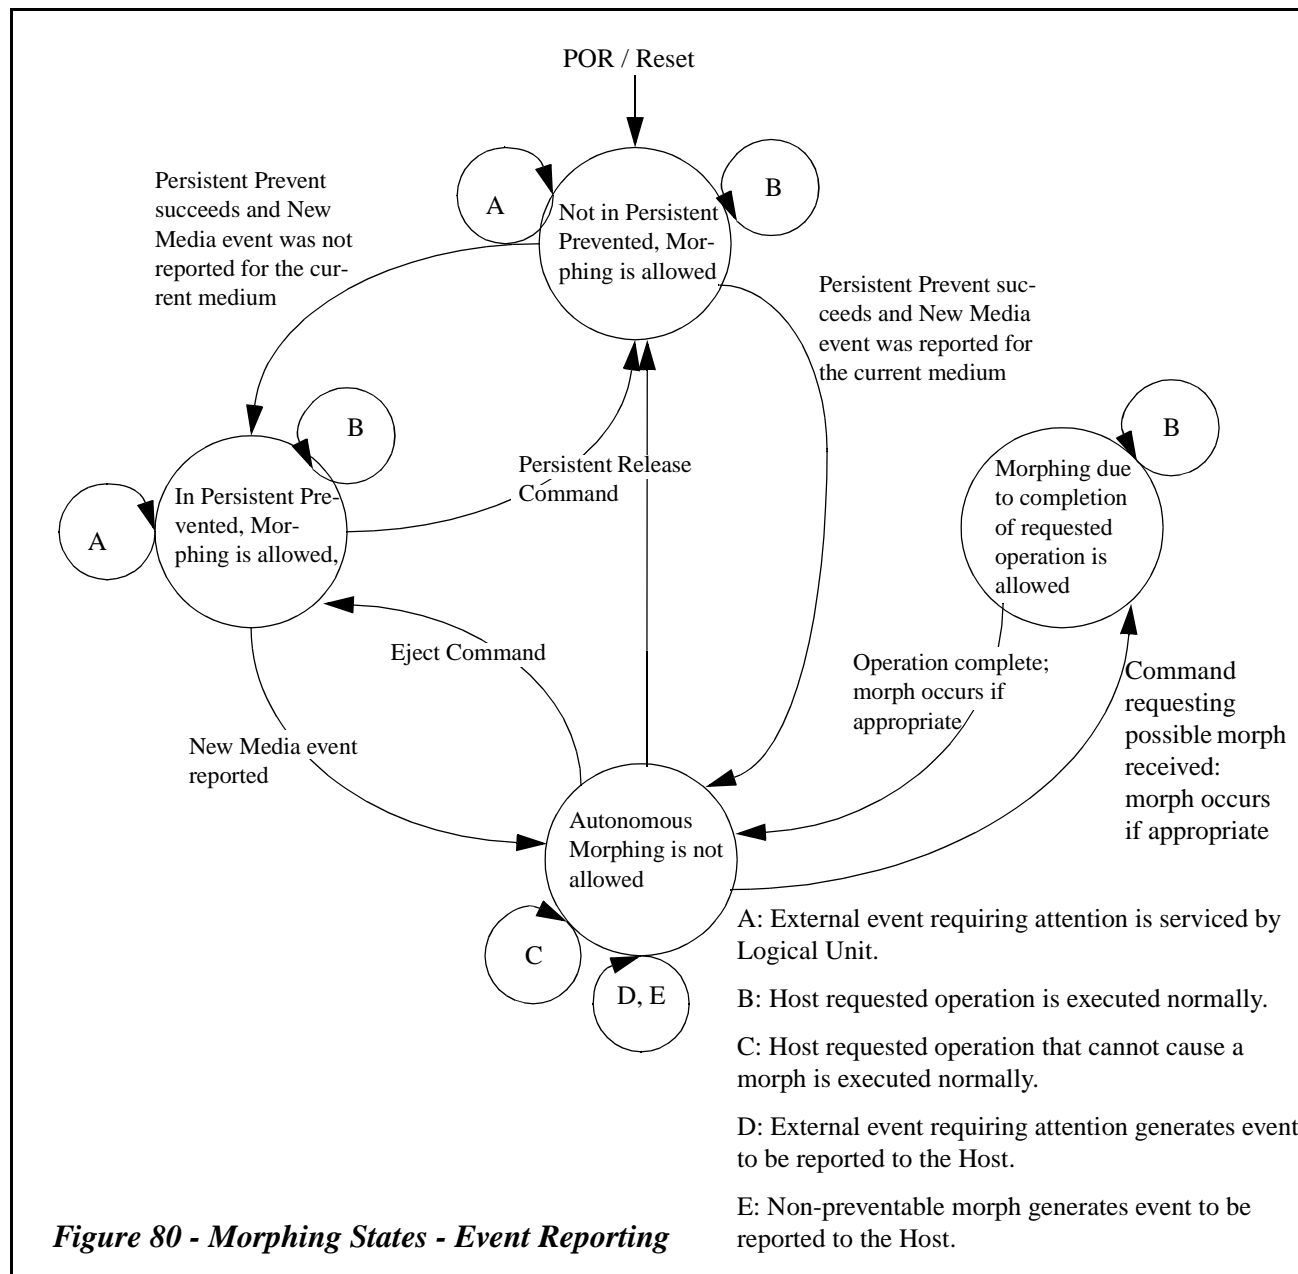 POR / Reset
A
B
Not in Persistent
Prevented, Mor-
phing is allowed
Persistent Prevent
succeeds and New
Media event was not
reported for the cur-
rent medium
Persistent Prevent suc-
ceeds and New Media
event was reported for
the current medium
B
A
In Persistent Pre-
vented, Mor-
phing is allowed,
Persistent Release
Command
B
Morphing due
to completion
of requested
operation is
allowed
Eject Command
Operation complete;
morph occurs if
appropriate
Command
requesting
possible morph
received:
morph occurs
if appropriate
New Media event
reported
Autonomous
Morphing is not
allowed
C
D, E
A: External event requiring attention is serviced by
Logical Unit.
B: Host requested operation is executed normally.
C: Host requested operation that cannot cause a
morph is executed normally.
D: External event requiring attention generates event
to be reported to the Host.
E: Non-preventable morph generates event to be
reported to the Host.
Figure 80 - Morphing States - Event Reporting